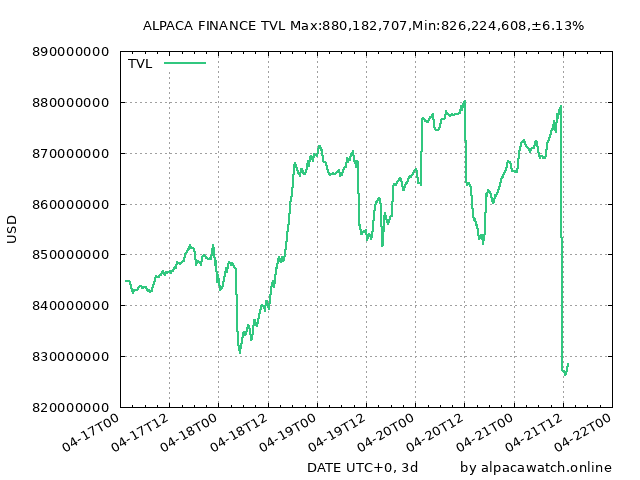 ALPACA FINANCE TVL Max:880,182,707,Min:826,224,608,±6.13%
TVL
890000000
880000000
870000000
860000000
850000000
840000000
830000000
820000000
USD
04-17T00
04-17T12
04-18T00
04-18T12
04-19T00
04-19T12
04-20T00
04-20T12
04-21T00
04-21T12
04-22T00
DATE UTC+0, 3d
by alpacawatch.online